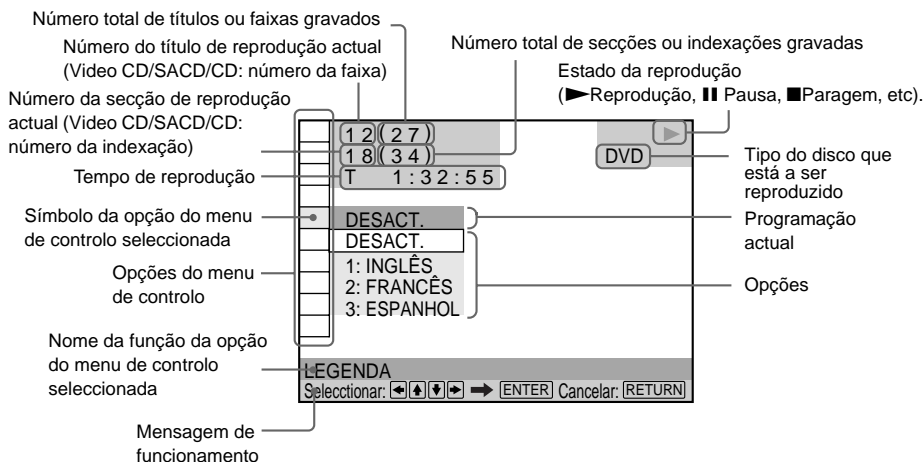 Número total de títulos ou faixas gravados
Número do título de reprodução actual
(Video CD/SACD/CD: número da faixa)
Número da secção de reprodução
actual (Video CD/SACD/CD:
número da indexação)
Tempo de reprodução
Símbolo da opção do menu
de controlo seleccionada
Opções do menu
de controlo
Nome da função da opção
do menu de controlo
seleccionada
Mensagem de
funcionamento
Número total de secções ou indexações gravadas
Estado da reprodução
(►Reprodução, II Pausa, ■Paragem, etc).
Tipo do disco que
está a ser
reproduzido
Programação
actual
Opções
1 2 ( 2 7 )
1 8 ( 3 4 )
T 1 : 3 2 : 5 5
DVD
DESACT.
DESACT.
1: INGLÊS
2: FRANCÊS
3: ESPANHOL
LEGENDA
Selecctionar: ←↑↓→ ➡ ENTER Cancelar: RETURN